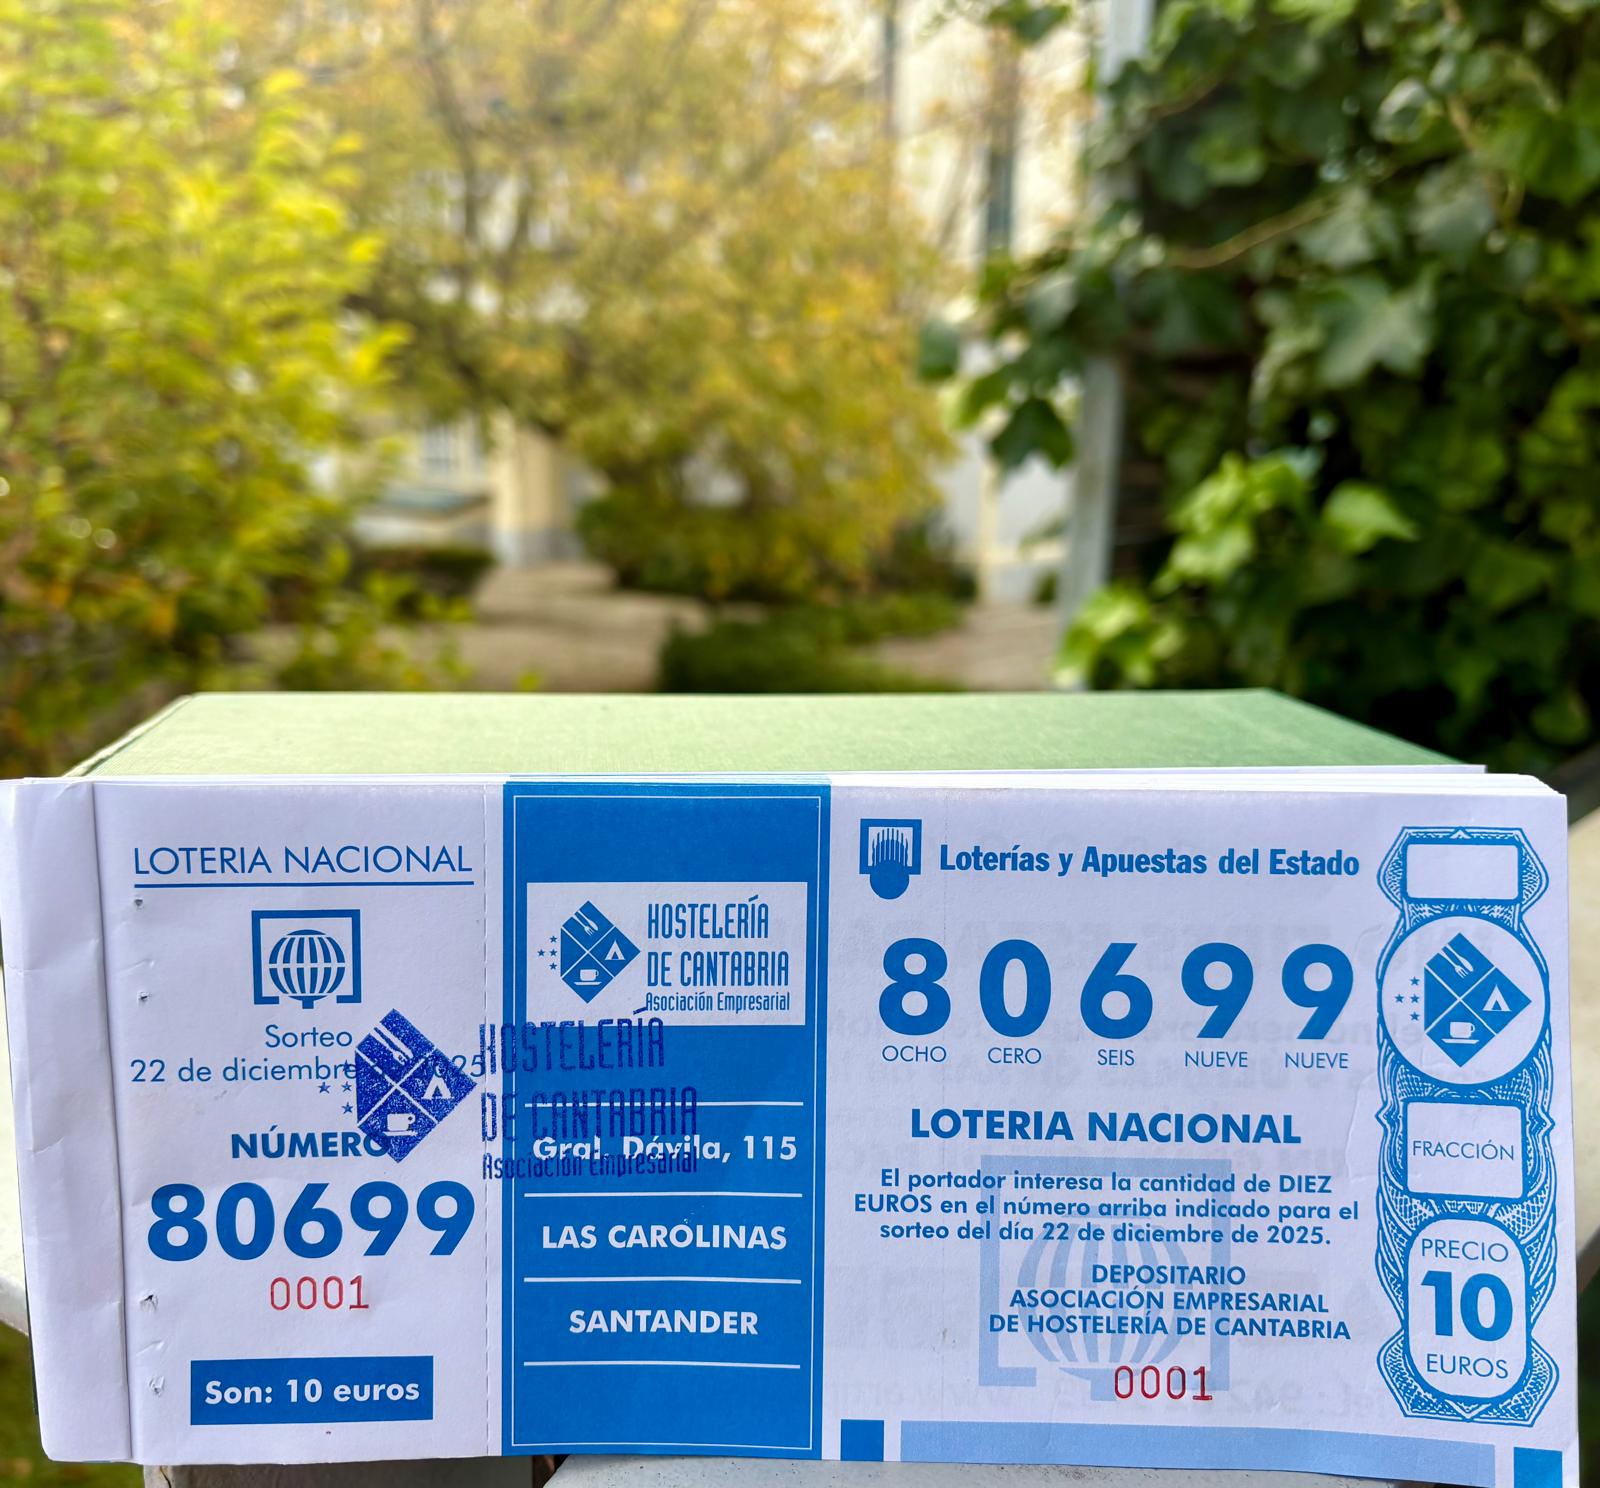 LOTERIA NACIONAL
Sorteo
22 de diciembre de 2025
NÚMERO
80699
0001
Son: 10 euros
HOSTELERÍA
DE CANTABRIA
Asociación Empresarial
HOSTELERÍA
DE CANTABRIA
Asociación Empresarial
Gral. Dávila, 115
LAS CAROLINAS
SANTANDER
Loterías y Apuestas del Estado
80699
OCHO CERO SEIS NUEVE NUEVE
LOTERIA NACIONAL
El portador interesa la cantidad de DIEZ
EUROS en el número arriba indicado para el
sorteo del día 22 de diciembre de 2025.
DEPOSITARIO
ASOCIACIÓN EMPRESARIAL
DE HOSTELERÍA DE CANTABRIA
0001
FRACCIÓN
PRECIO
10
EUROS